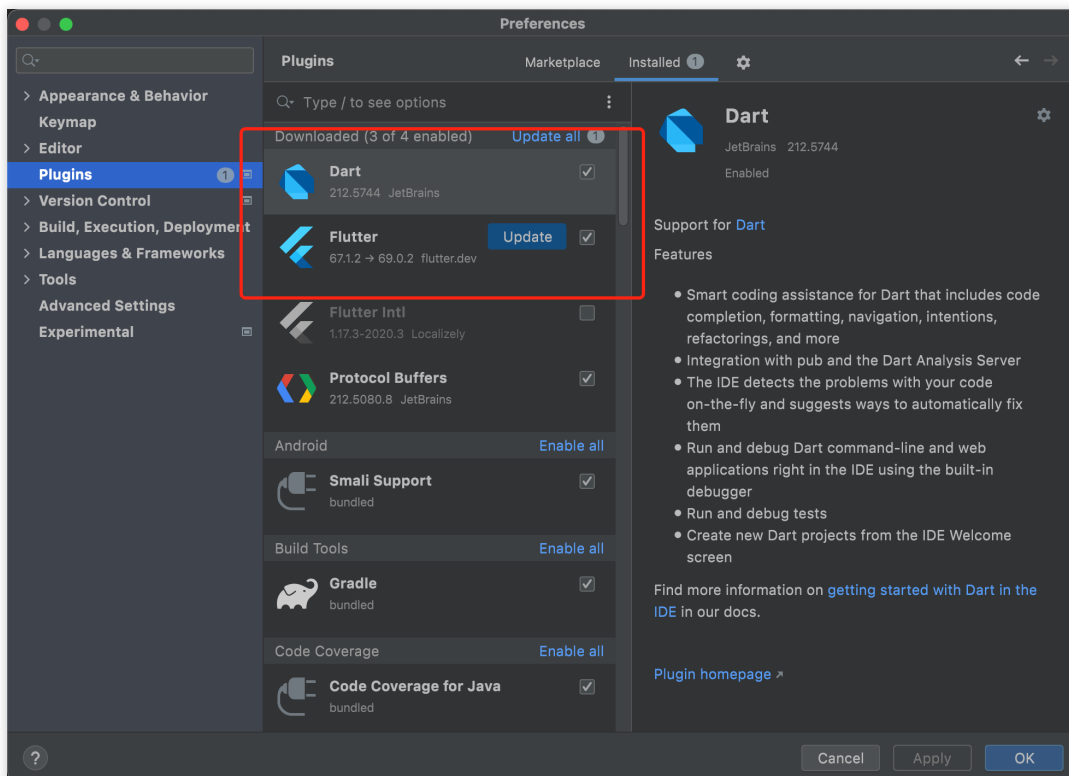 Preferences
Plugins
Marketplace
Installed 1
Type / to see options
Appearance & Behavior
Keymap
Editor
Plugins 1
Version Control
Build, Execution, Deployment
Languages & Frameworks
Tools
Advanced Settings
Experimental
Downloaded (3 of 4 enabled) Update all 1
Dart
212.5744 JetBrains
Flutter
67.1.2 → 69.0.2 flutter.dev
Update
Flutter Intl
1.17.3-2020.3 Localizely
Protocol Buffers
212.5080.8 JetBrains
Android Enable all
Smali Support
bundled
Build Tools Enable all
Gradle
bundled
Code Coverage Enable all
Code Coverage for Java
bundled
Dart
JetBrains 212.5744
Enabled
Support for Dart
Features
• Smart coding assistance for Dart that includes code
completion, formatting, navigation, intentions,
refactorings, and more
• Integration with pub and the Dart Analysis Server
• The IDE detects the problems with your code
on-the-fly and suggests ways to automatically fix
them
• Run and debug Dart command-line and web
applications right in the IDE using the built-in
debugger
• Run and debug tests
• Create new Dart projects from the IDE Welcome
screen
Find more information on getting started with Dart in the
IDE in our docs.
Plugin homepage ↗
?
Cancel
Apply
OK